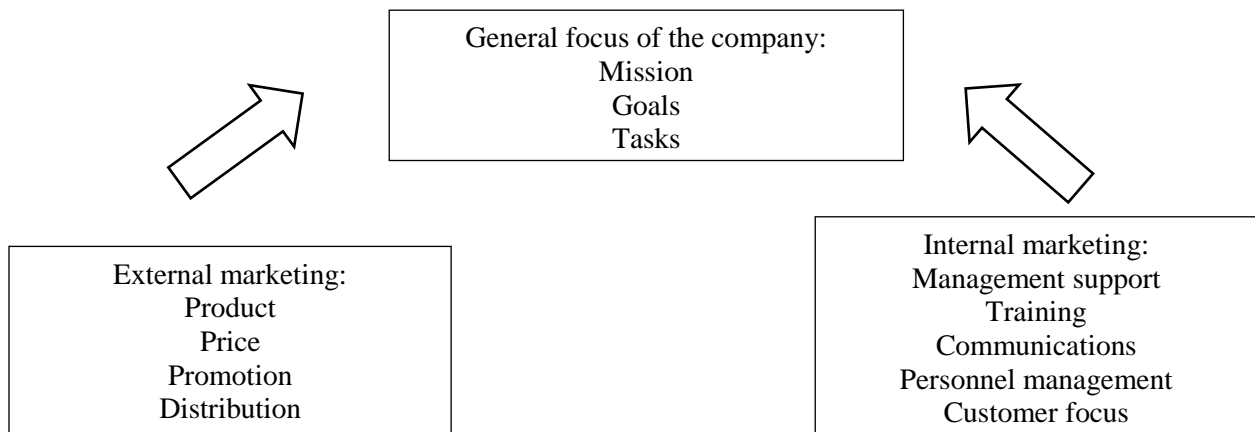 General focus of the company:
Mission
Goals
Tasks
External marketing:
Product
Price
Promotion
Distribution
Internal marketing:
Management support
Training
Communications
Personnel management
Customer focus